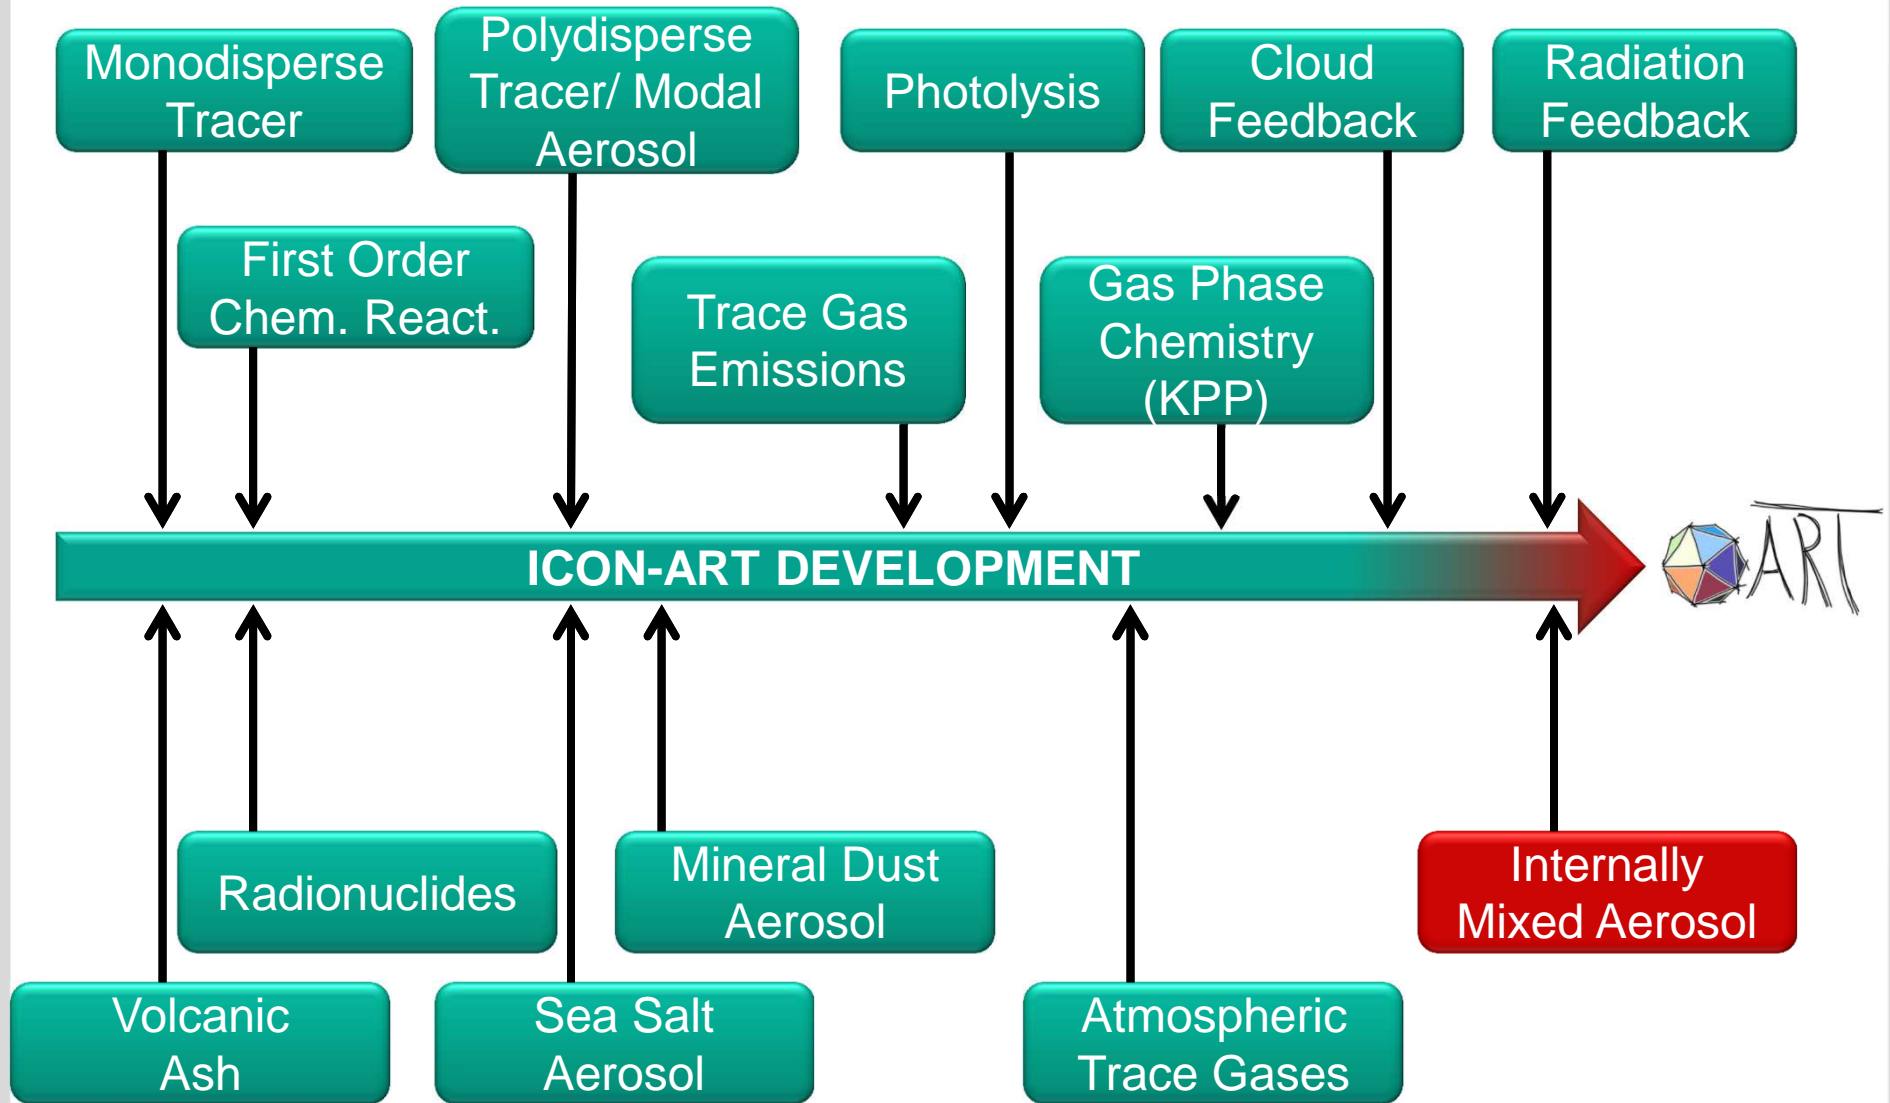 Monodisperse
Tracer
Polydisperse
Tracer/ Modal
Aerosol
Photolysis
Cloud
Feedback
Radiation
Feedback
First Order
Chem. React.
Trace Gas
Emissions
Gas Phase
Chemistry
(KPP)
ICON-ART DEVELOPMENT
ART
Radionuclides
Mineral Dust
Aerosol
Internally
Mixed Aerosol
Volcanic
Ash
Sea Salt
Aerosol
Atmospheric
Trace Gases